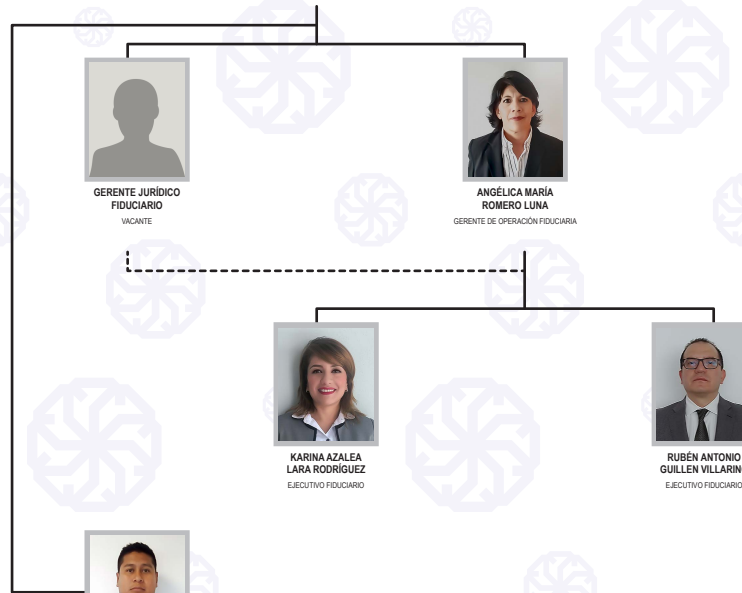 GERENTE JURÍDICO
FIDUCIARIO
VACANTE
ANGÉLICA MARÍA
ROMERO LUNA
GERENTE DE OPERACIÓN FIDUCIARIA
KARINA AZALEA
LARA RODRÍGUEZ
EJECUTIVO FIDUCIARIO
RUBÉN ANTONIO
GUILLEN VILLARIN
EJECUTIVO FIDUCIARIO